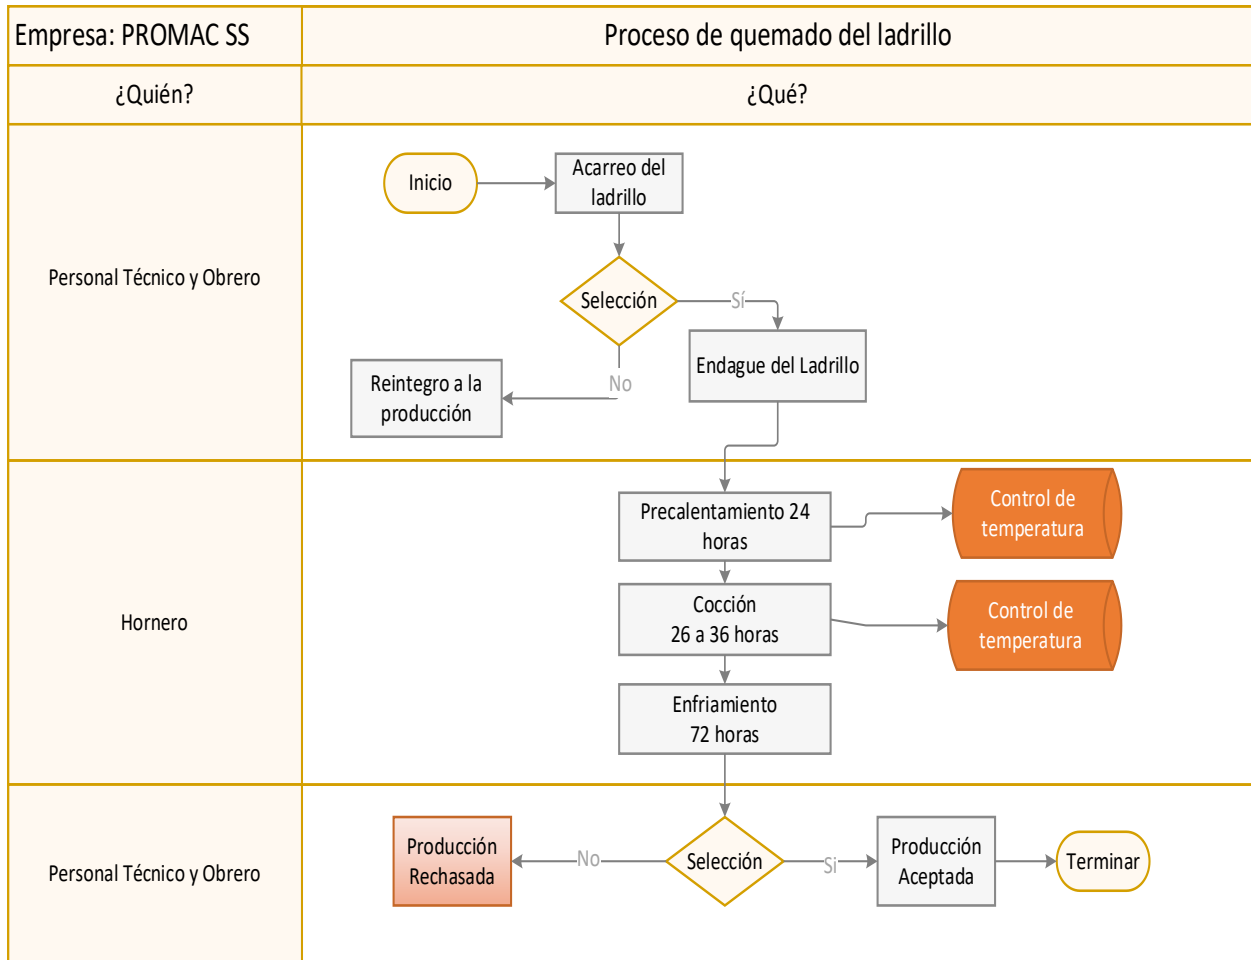 Empresa: PROMAC SS
Proceso de quemado del ladrillo
¿Quién?
¿Qué?
Personal Técnico y Obrero
Inicio
Acarreo del
ladrillo
Selección
Sí
Endague del Ladrillo
No
Reintegro a la
producción
Hornero
Precalentamiento 24
horas
Control de
temperatura
Cocción
26 a 36 horas
Control de
temperatura
Enfriamiento
72 horas
Personal Técnico y Obrero
Producción
Rechasada
No
Selección
Si
Producción
Aceptada
Terminar